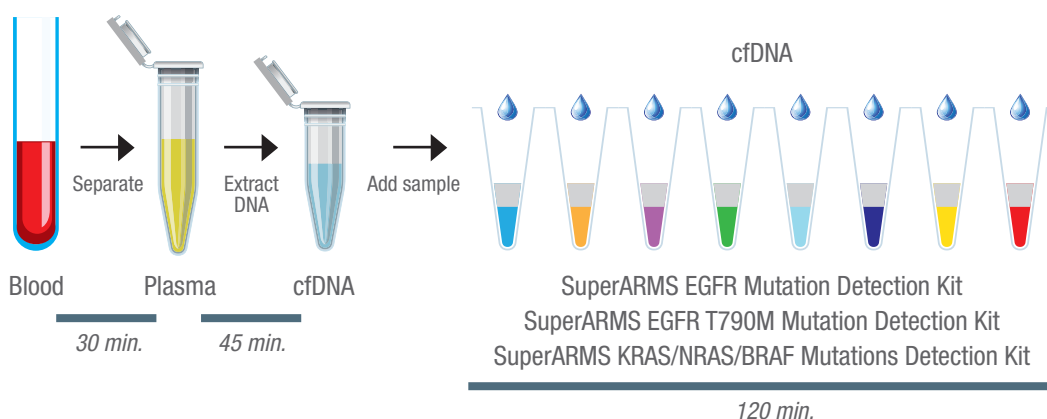 cfDNA
Separate
Extract
DNA
Add sample
Blood
Plasma
cfDNA
30 min.
45 min.
SuperARMS EGFR Mutation Detection Kit
SuperARMS EGFR T790M Mutation Detection Kit
SuperARMS KRAS/NRAS/BRAF Mutations Detection Kit
120 min.